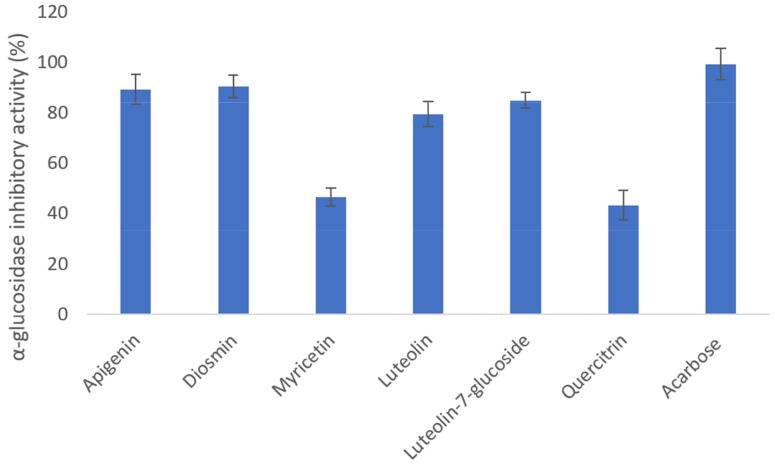 α-glucosidase inhibitory activity (%)
120
100
80
60
40
20
0
Apigenin
Diosmin
Myricetin
Luteolin
Luteolin-7-glucoside
Quercitrin
Acarbose